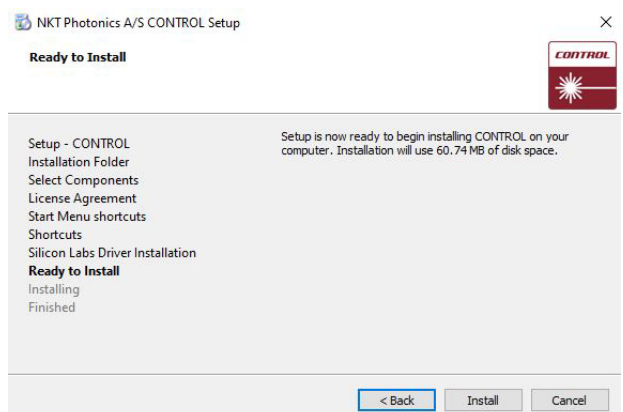 NKT Photonics A/S CONTROL Setup
Ready to Install
CONTROL
Setup - CONTROL
Installation Folder
Select Components
License Agreement
Start Menu shortcuts
Shortcuts
Silicon Labs Driver Installation
Ready to Install
Installing
Finished
Setup is now ready to begin installing CONTROL on your
computer. Installation will use 60.74 MB of disk space.
< Back
Install
Cancel